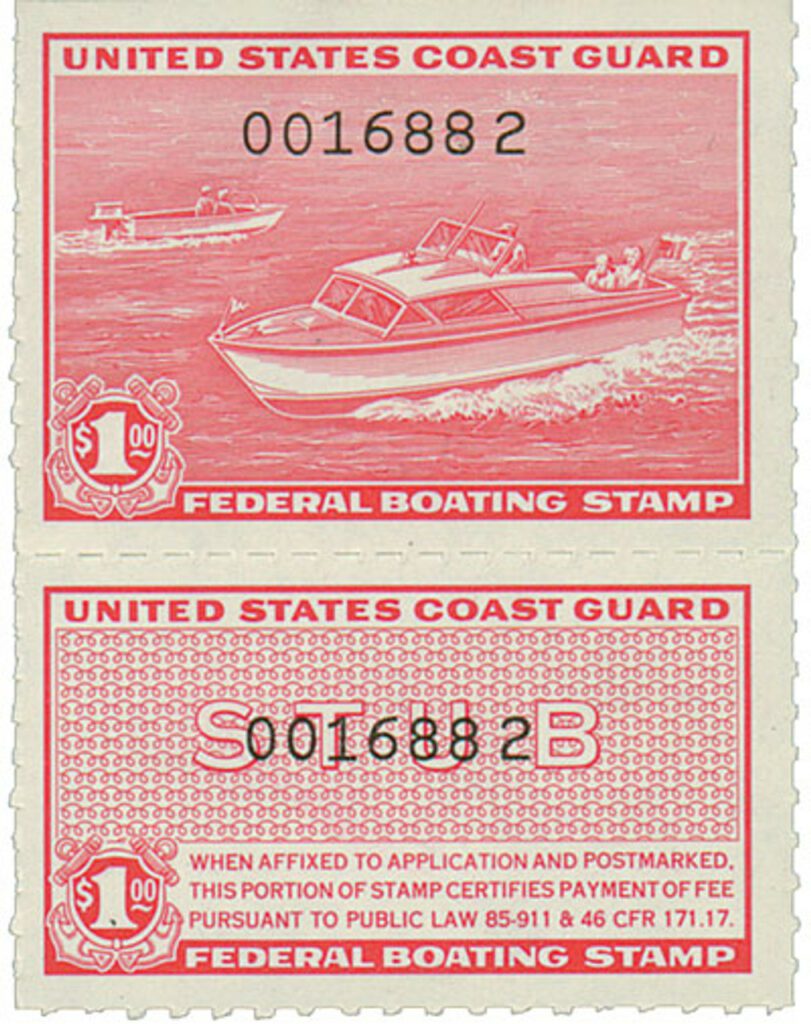 UNITED STATES COAST GUARD
0016882
$1.00
FEDERAL BOATING STAMP
UNITED STATES COAST GUARD
STUB
0016882
$1.00
WHEN AFFIXED TO APPLICATION AND POSTMARKED,
THIS PORTION OF STAMP CERTIFIES PAYMENT OF FEE
PURSUANT TO PUBLIC LAW 85-911 & 46 CFR 171.17.
FEDERAL BOATING STAMP